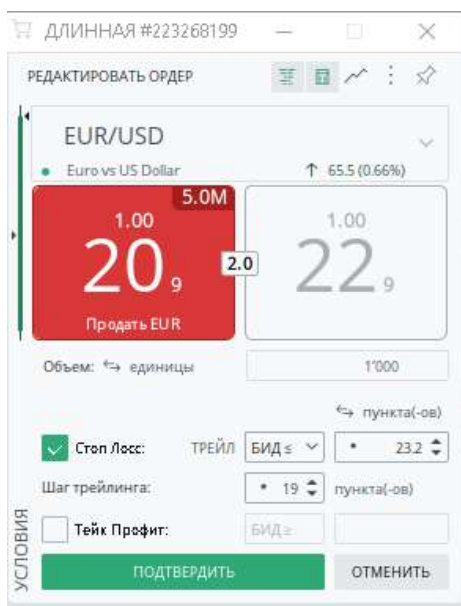 ДЛИННАЯ #223268199
РЕДАКТИРОВАТЬ ОРДЕР
EUR/USD
Euro vs US Dollar ↑ 65.5 (0.66%)
5.0M
1.00 1.00
20 9 2.0 22 9
Продать EUR
Объем: ⇆ единицы 1'000
⇆ пункта(-ов)
Стоп Лосс: ТРЕЙЛ БИД ≤ * 23.2
Шаг трейлинга: * 19 пункта(-ов)
Тейк Профит: БИД ≥
УСЛОВИЯ
ПОДТВЕРДИТЬ ОТМЕНИТЬ